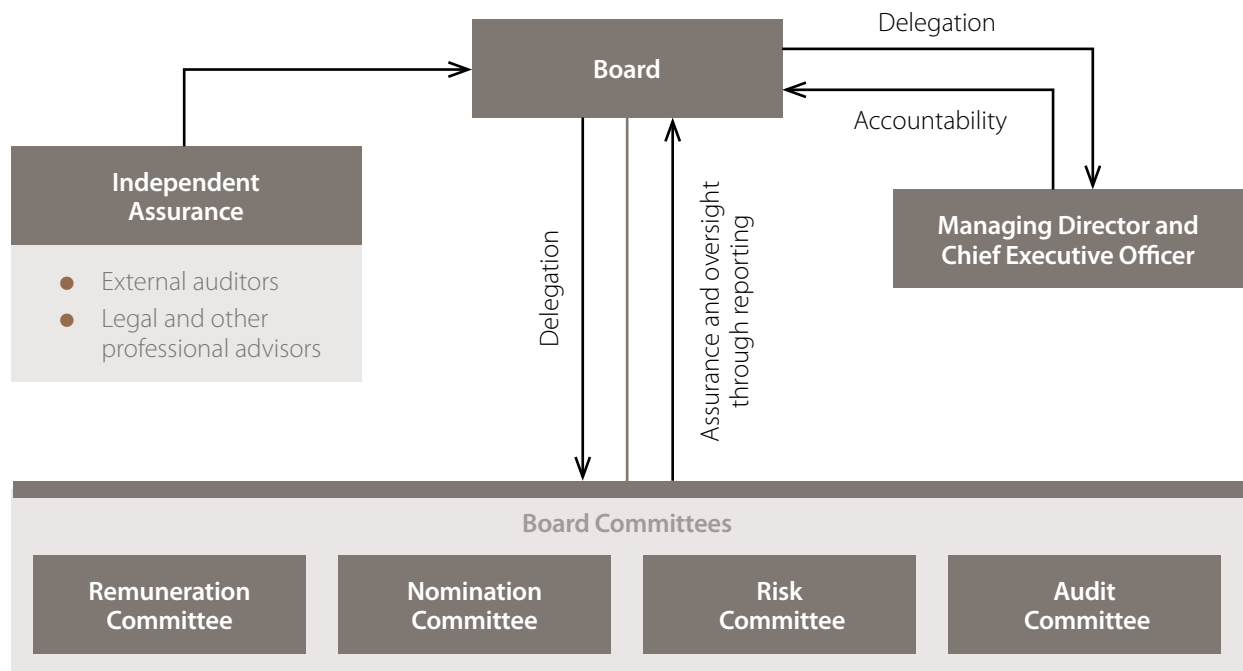 Delegation
Board
Accountability
Independent
Assurance
External auditors
Legal and other
professional advisors
Managing Director and
Chief Executive Officer
Delegation
Assurance and oversight
through reporting
Board Committees
Remuneration
Committee
Nomination
Committee
Risk
Committee
Audit
Committee